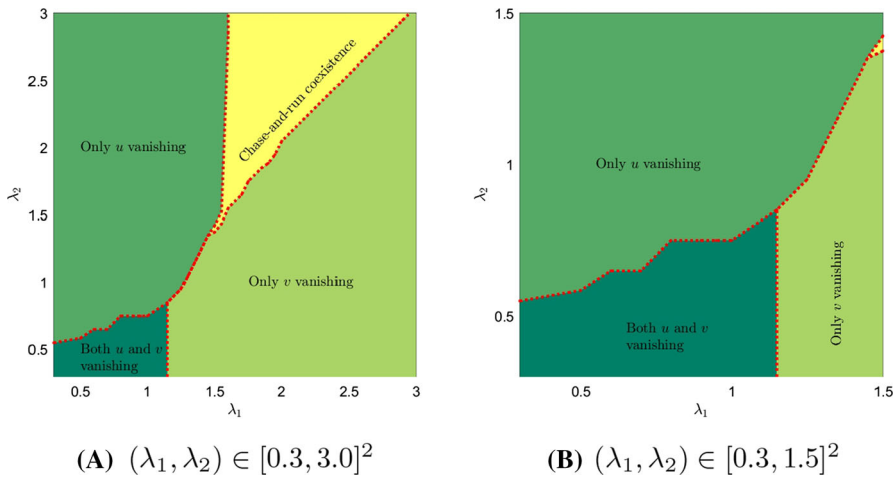 3
2.5
2
1.5
1
0.5
λ₂
Only u vanishing
Chase-and-run coexistence
Only v vanishing
Both u and v
vanishing
0.5 1 1.5 2 2.5 3
λ₁
(A) (λ₁, λ₂) ∈ [0.3, 3.0]²
1.5
1
0.5
λ₂
Only u vanishing
Both u and v vanishing
Only v vanishing
0.5 1 1.5
λ₁
(B) (λ₁, λ₂) ∈ [0.3, 1.5]²